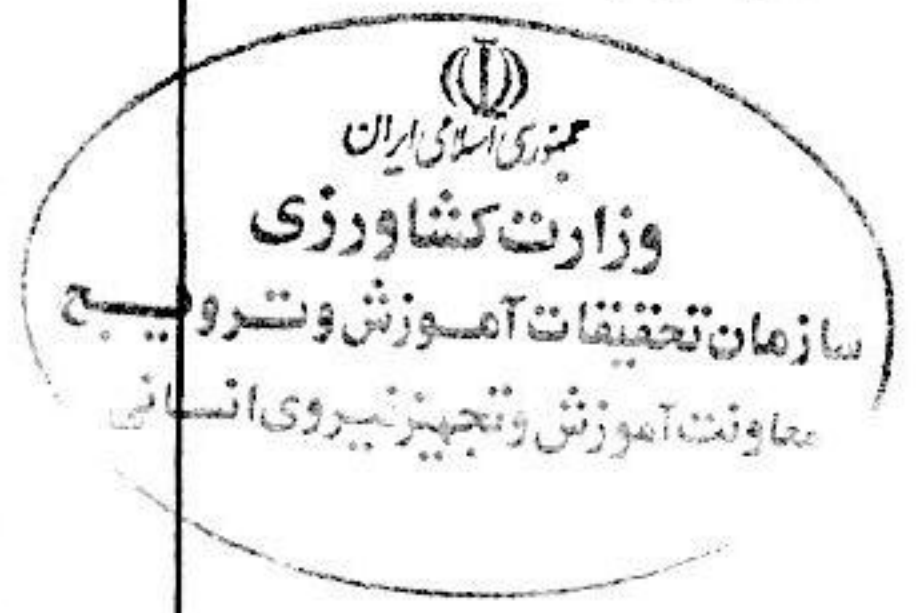 جمهوری اسلامی ایران
وزارت کشاورزی
سازمان تحقیقات آموزش و ترویج
معاونت آموزش و تجهیز نیروی انسانی